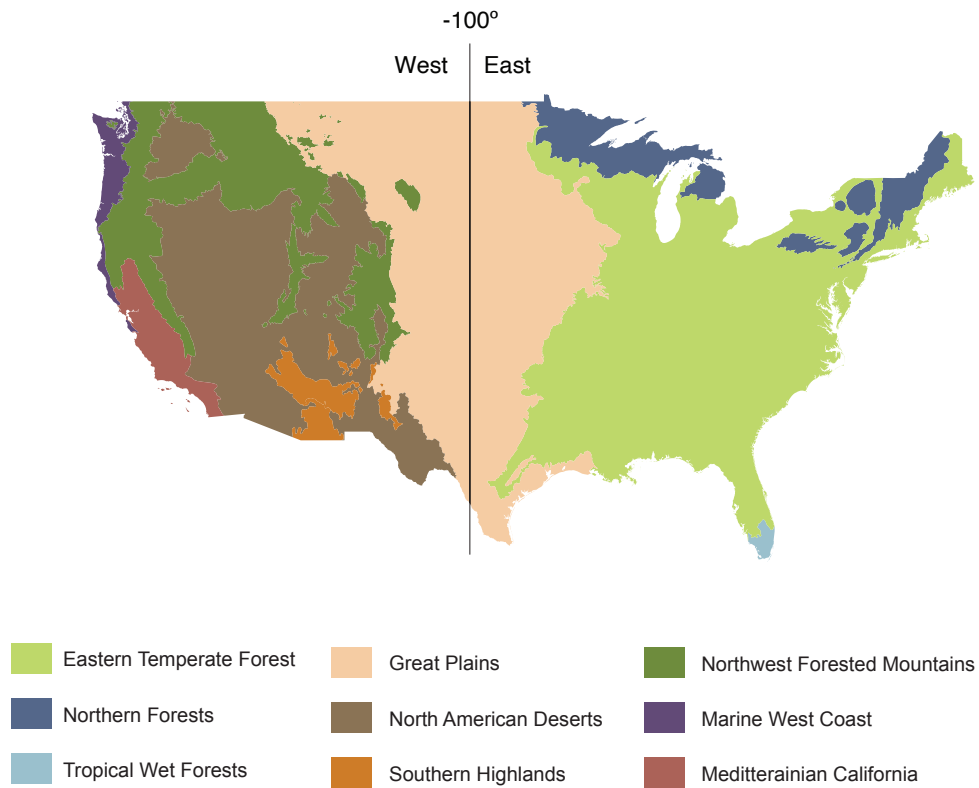 -100º
West East
Eastern Temperate Forest
Great Plains
Northwest Forested Mountains
Northern Forests
North American Deserts
Marine West Coast
Tropical Wet Forests
Southern Highlands
Meditterainian California